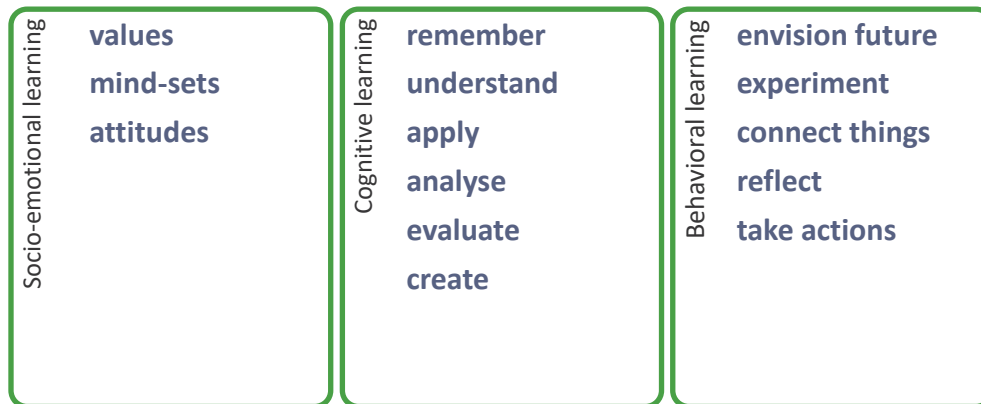 Socio-emotional learning
values
mind-sets
attitudes
Cognitive learning
remember
understand
apply
analyse
evaluate
create
Behavioral learning
envision future
experiment
connect things
reflect
take actions